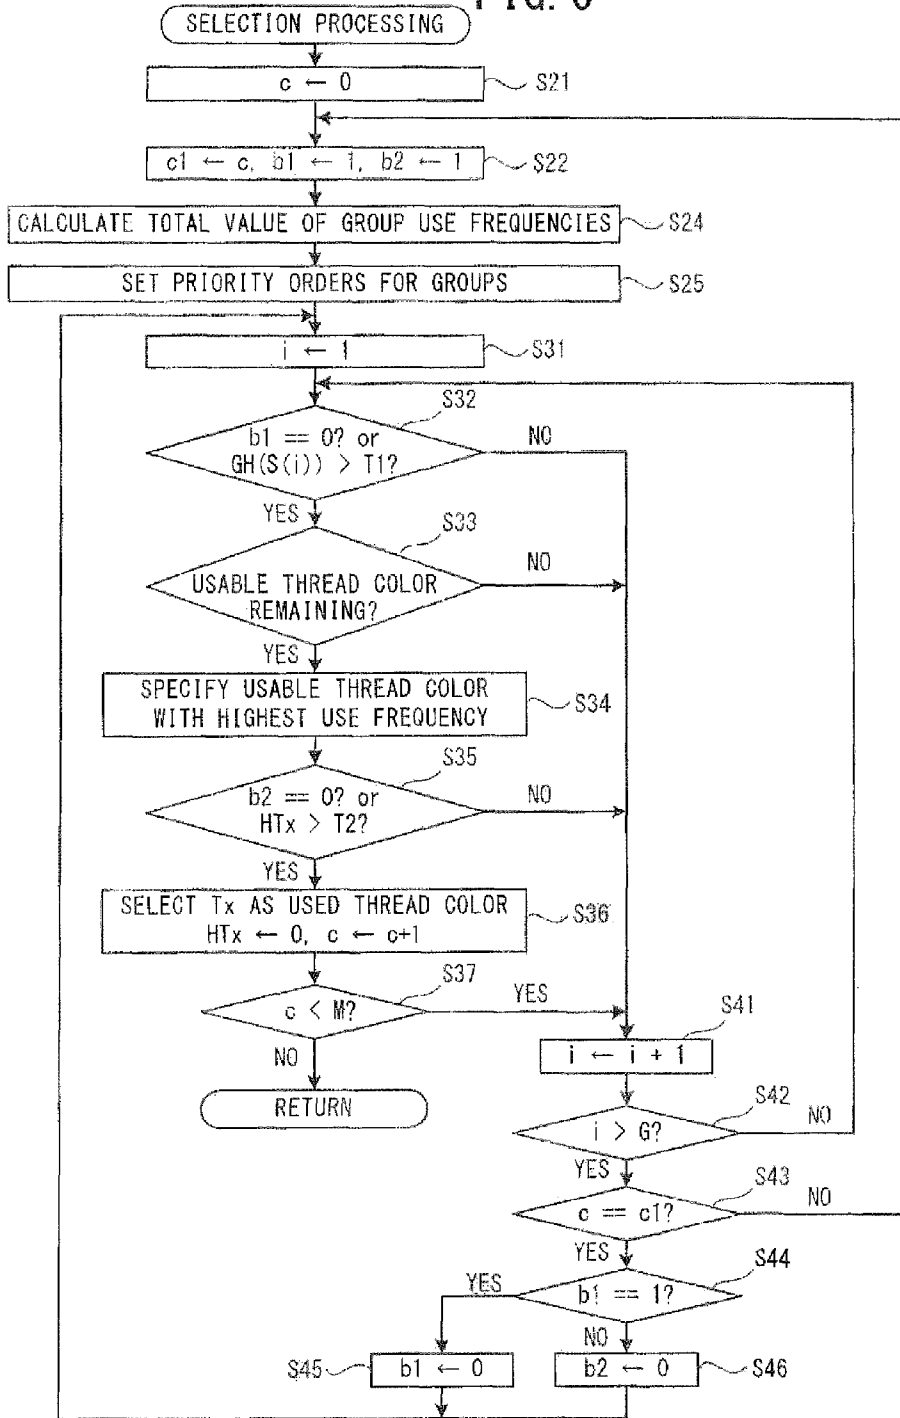 SELECTION PROCESSING
c ← 0
S21
c1 ← c, b1 ← 1, b2 ← 1
S22
CALCULATE TOTAL VALUE OF GROUP USE FREQUENCIES
S24
SET PRIORITY ORDERS FOR GROUPS
S25
i ← 1
S31
S32
b1 == 0? or
GH(S(i)) > T1?
NO
YES
S33
USABLE THREAD COLOR
REMAINING?
NO
YES
SPECIFY USABLE THREAD COLOR
WITH HIGHEST USE FREQUENCY
S34
S35
b2 == 0? or
HTx > T2?
NO
YES
SELECT Tx AS USED THREAD COLOR
HTx ← 0, c ← c+1
S36
S37
c < M?
YES
NO
RETURN
S41
i ← i + 1
S42
i > G?
NO
YES
S43
c == c1?
NO
YES
S44
b1 == 1?
YES
NO
S45
b1 ← 0
b2 ← 0
S46